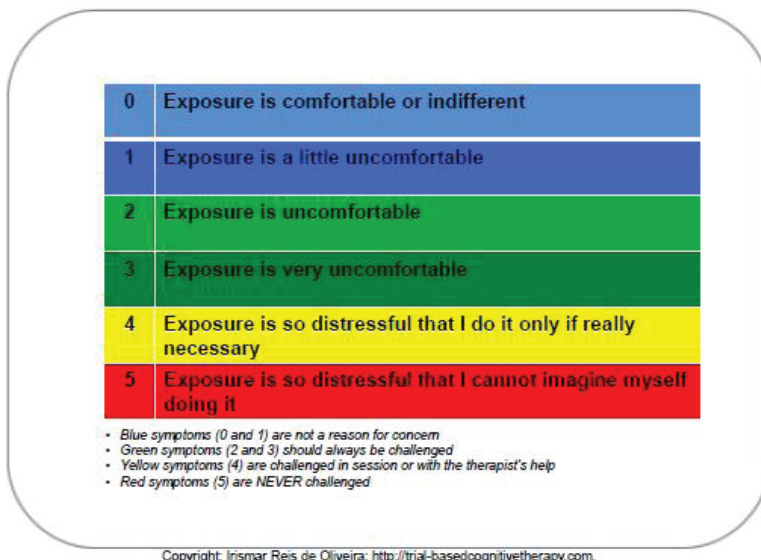 0 Exposure is comfortable or indifferent
1 Exposure is a little uncomfortable
2 Exposure is uncomfortable
3 Exposure is very uncomfortable
4 Exposure is so distressful that I do it only if really
necessary
5 Exposure is so distressful that I cannot imagine myself
doing it
• Blue symptoms (0 and 1) are not a reason for concern
• Green symptoms (2 and 3) should always be challenged
• Yellow symptoms (4) are challenged in session or with the therapist's help
• Red symptoms (5) are NEVER challenged
Copyright: Irismar Reis de Oliveira: http://trial-basedcognitivetherapy.com.